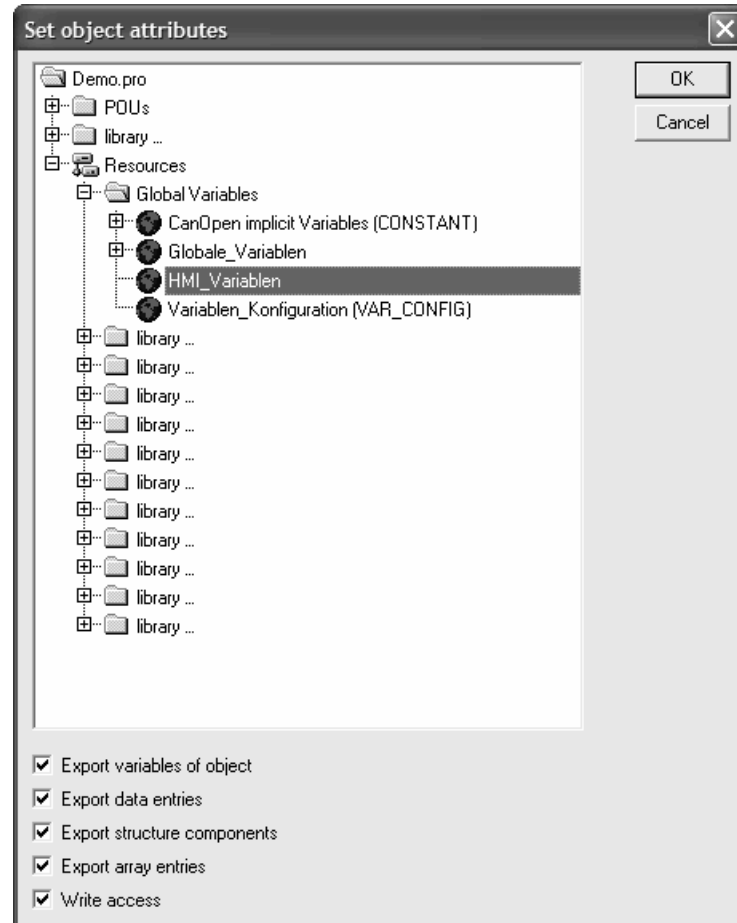 Set object attributes
Demo.pro
POUs
library ...
Resources
Global Variables
CanOpen implicit Variables (CONSTANT)
Globale_Variablen
HMI_Variablen
Variablen_Konfiguration (VAR_CONFIG)
library ...
library ...
library ...
library ...
library ...
library ...
library ...
library ...
library ...
library ...
library ...
OK
Cancel
Export variables of object
Export data entries
Export structure components
Export array entries
Write access